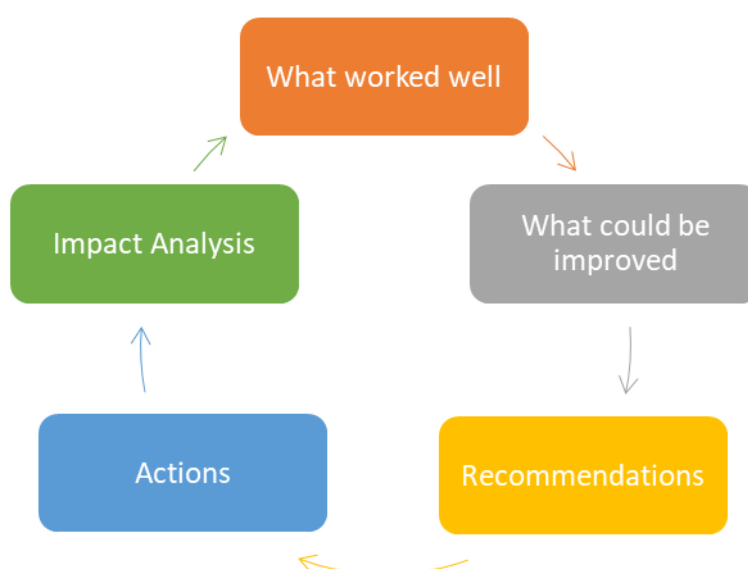 What worked well
Impact Analysis
What could be
improved
Actions
Recommendations